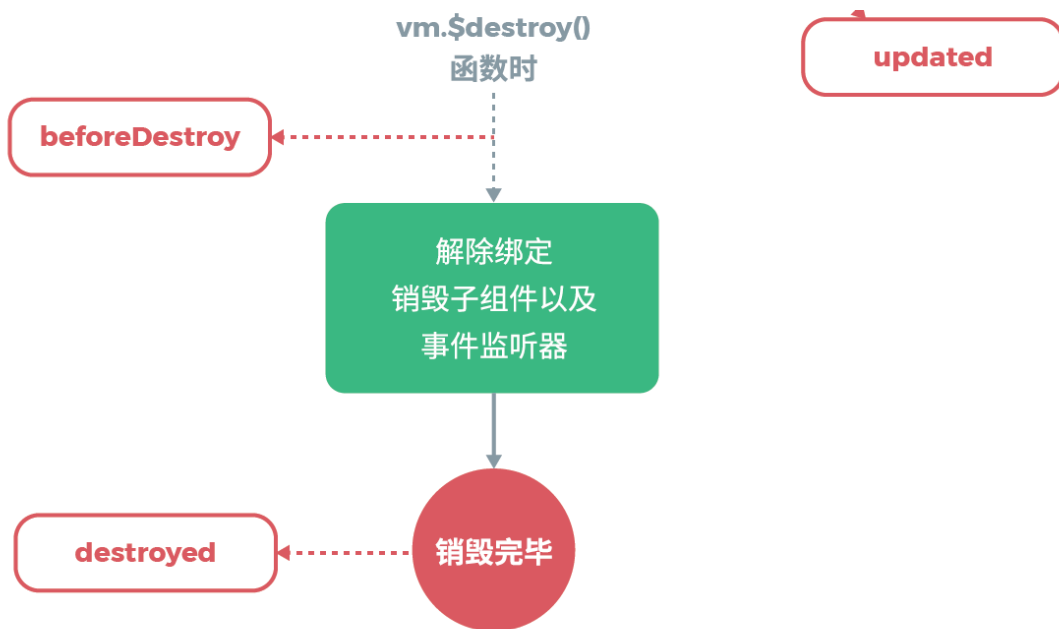 vm.$destroy()
函数时
updated
beforeDestroy
解除绑定
销毁子组件以及
事件监听器
destroyed
销毁完毕